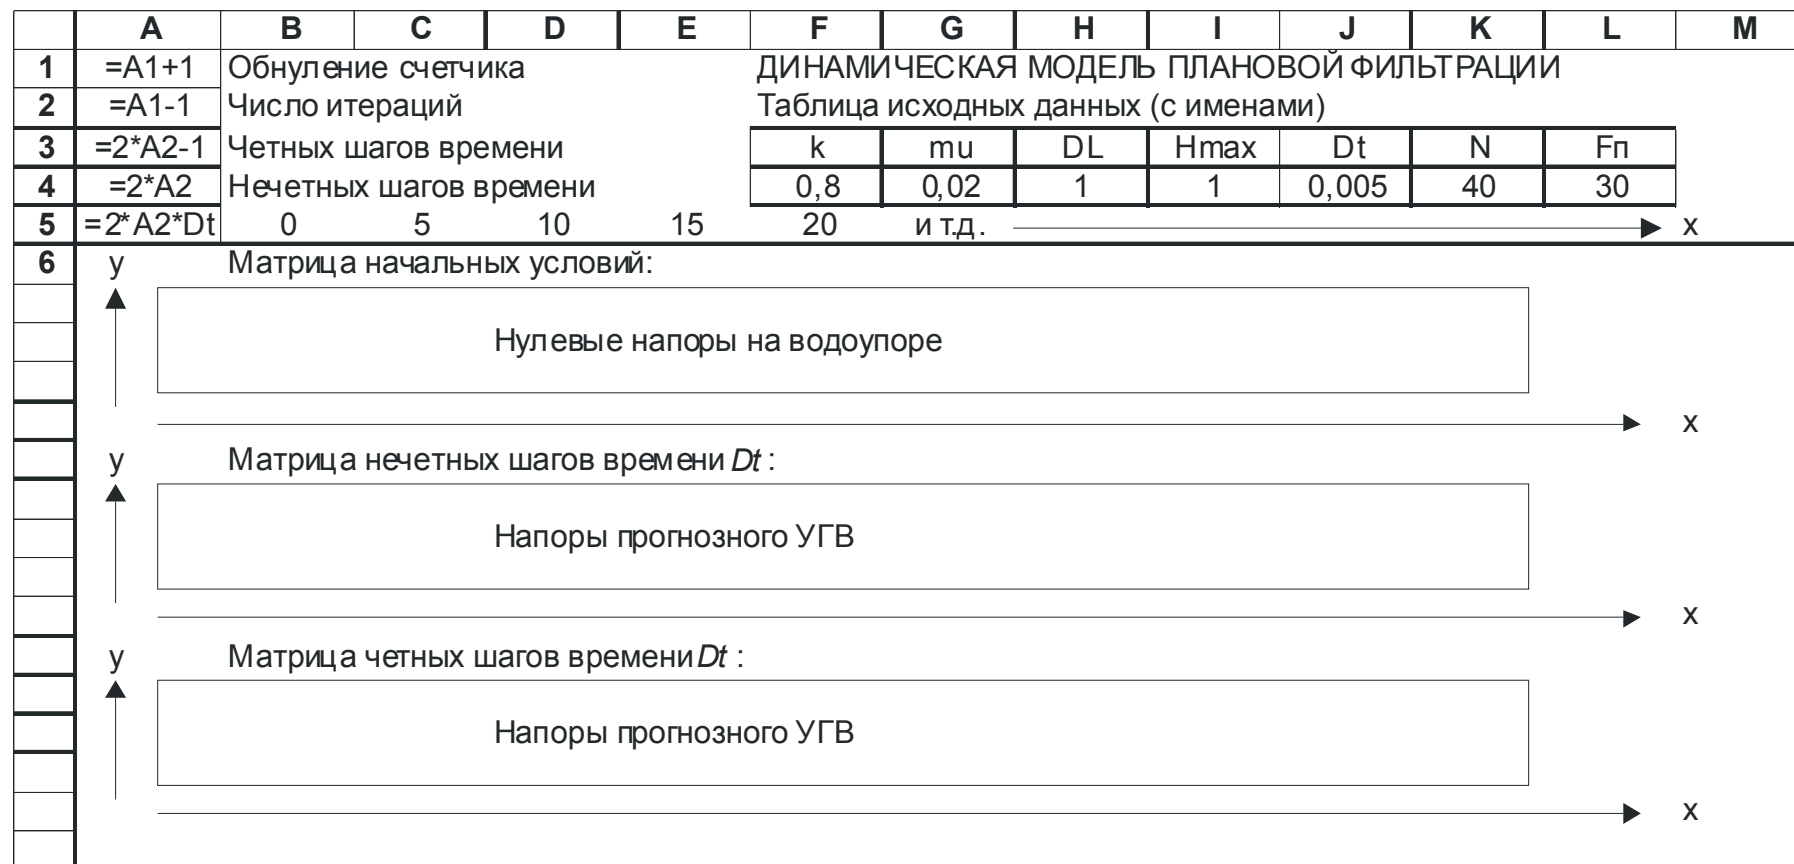 A B C D E F G H I J K L M
1 =A1+1 Обнуление счетчика ДИНАМИЧЕСКАЯ МОДЕЛЬ ПЛАНОВОЙ ФИЛЬТРАЦИИ
2 =A1-1 Число итераций Таблица исходных данных (с именами)
3 =2*A2-1 Четных шагов времени k mu DL Hmax Dt N Fп
4 =2*A2 Нечетных шагов времени 0,8 0,02 1 1 0,005 40 30
5 =2*A2*Dt 0 5 10 15 20 и т.д. x
6 y Матрица начальных условий:
Нулевые напоры на водоупоре
x
y Матрица нечетных шагов времени Dt :
Напоры прогнозного УГВ
x
y Матрица четных шагов времени Dt :
Напоры прогнозного УГВ
x